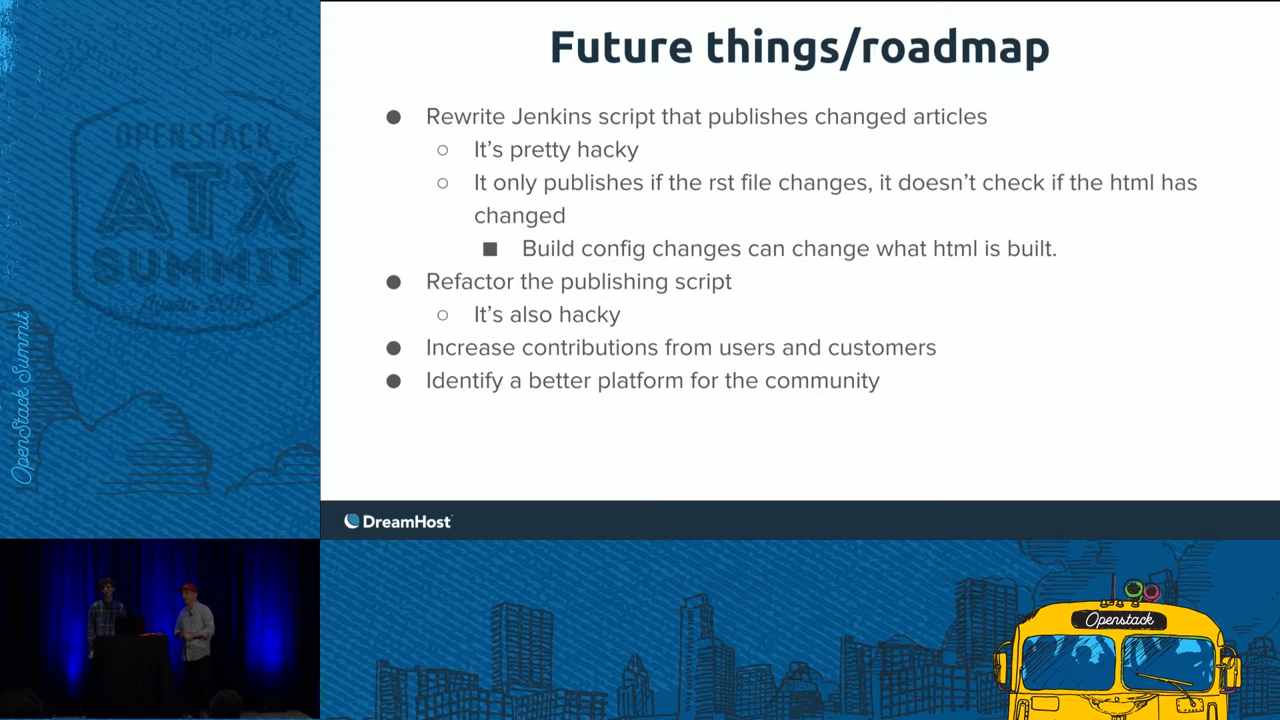 Future things/roadmap
● Rewrite Jenkins script that publishes changed articles
○ It's pretty hacky
○ It only publishes if the rst file changes, it doesn't check if the html has
changed
■ Build config changes can change what html is built.
● Refactor the publishing script
○ It's also hacky
● Increase contributions from users and customers
● Identify a better platform for the community
DreamHost
OPENSTACK
ATX
SUMMIT
OpenStack Summit
Openstack